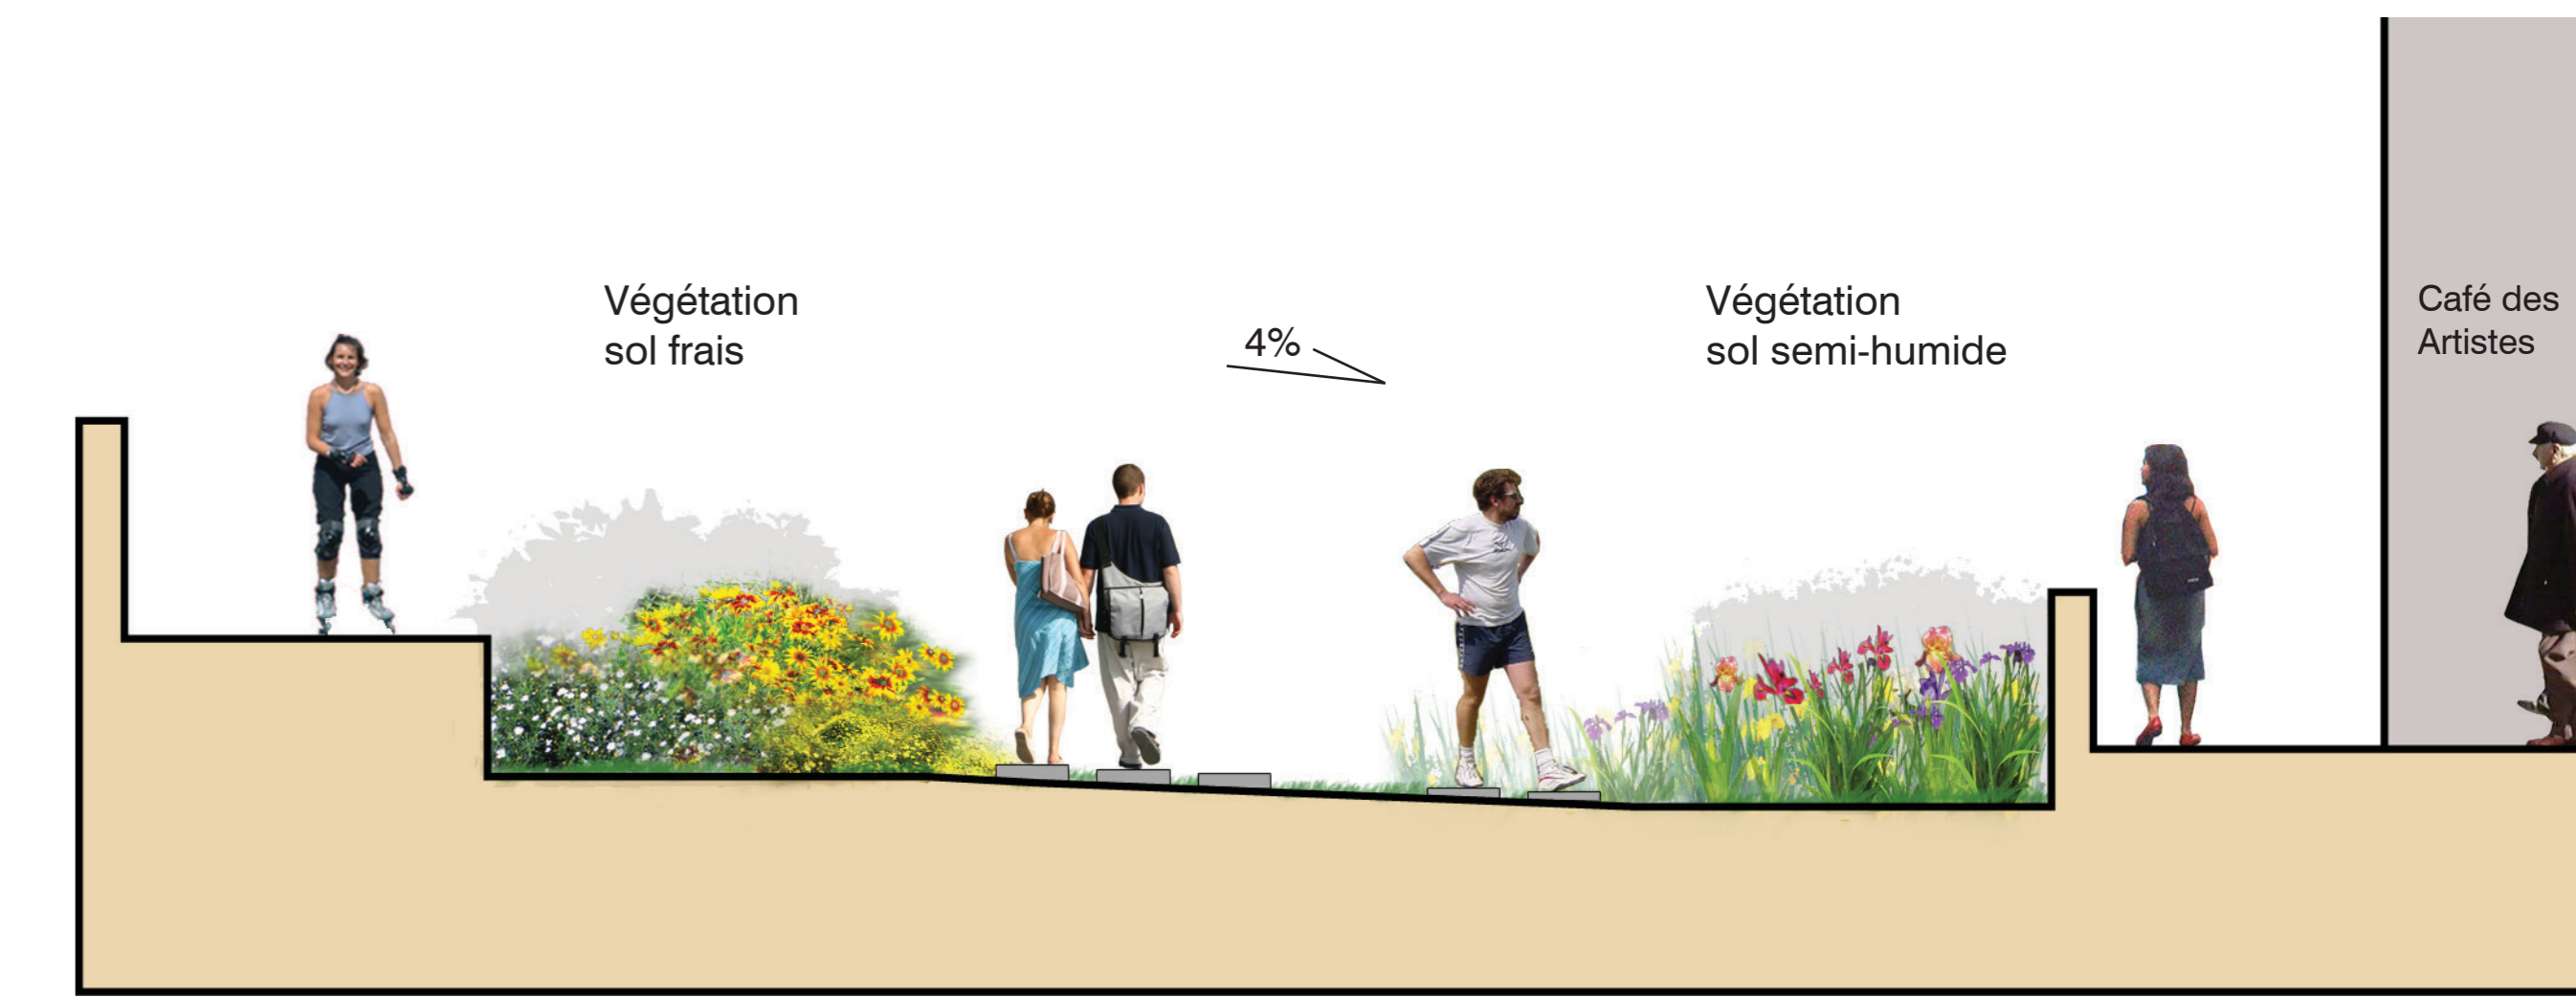 Végétation
sol frais
4%
Végétation
sol semi-humide
Café des
Artistes